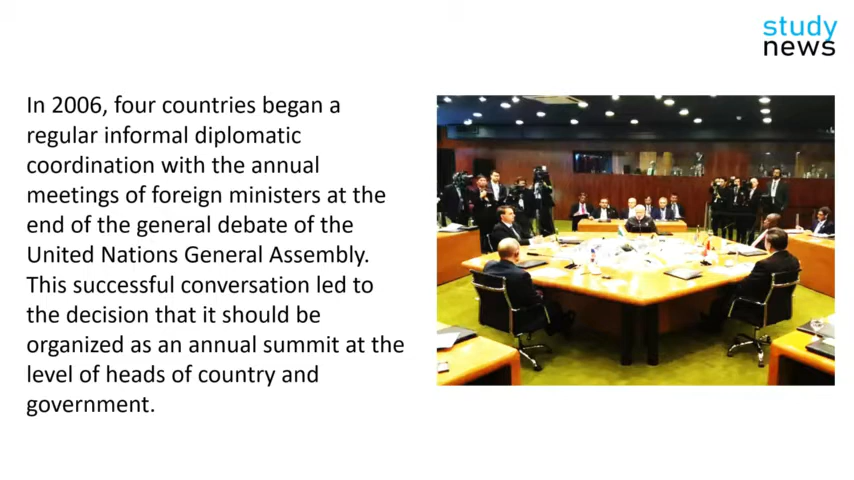 study
news
In 2006, four countries began a
regular informal diplomatic
coordination with the annual
meetings of foreign ministers at the
end of the general debate of the
United Nations General Assembly.
This successful conversation led to
the decision that it should be
organized as an annual summit at the
level of heads of country and
government.